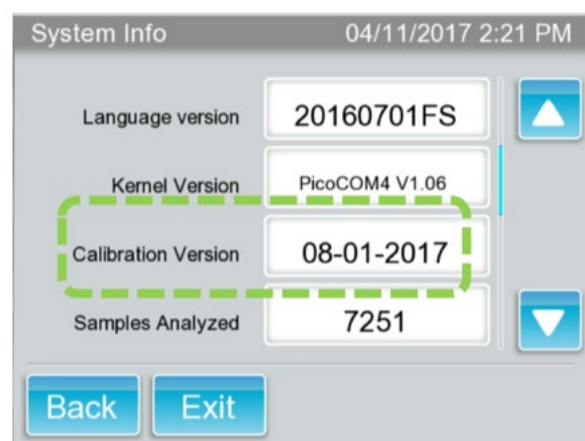 System Info 04/11/2017 2:21 PM
Language version 20160701FS
Kernel Version PicoCOM4 V1.06
Calibration Version 08-01-2017
Samples Analyzed 7251
Back Exit